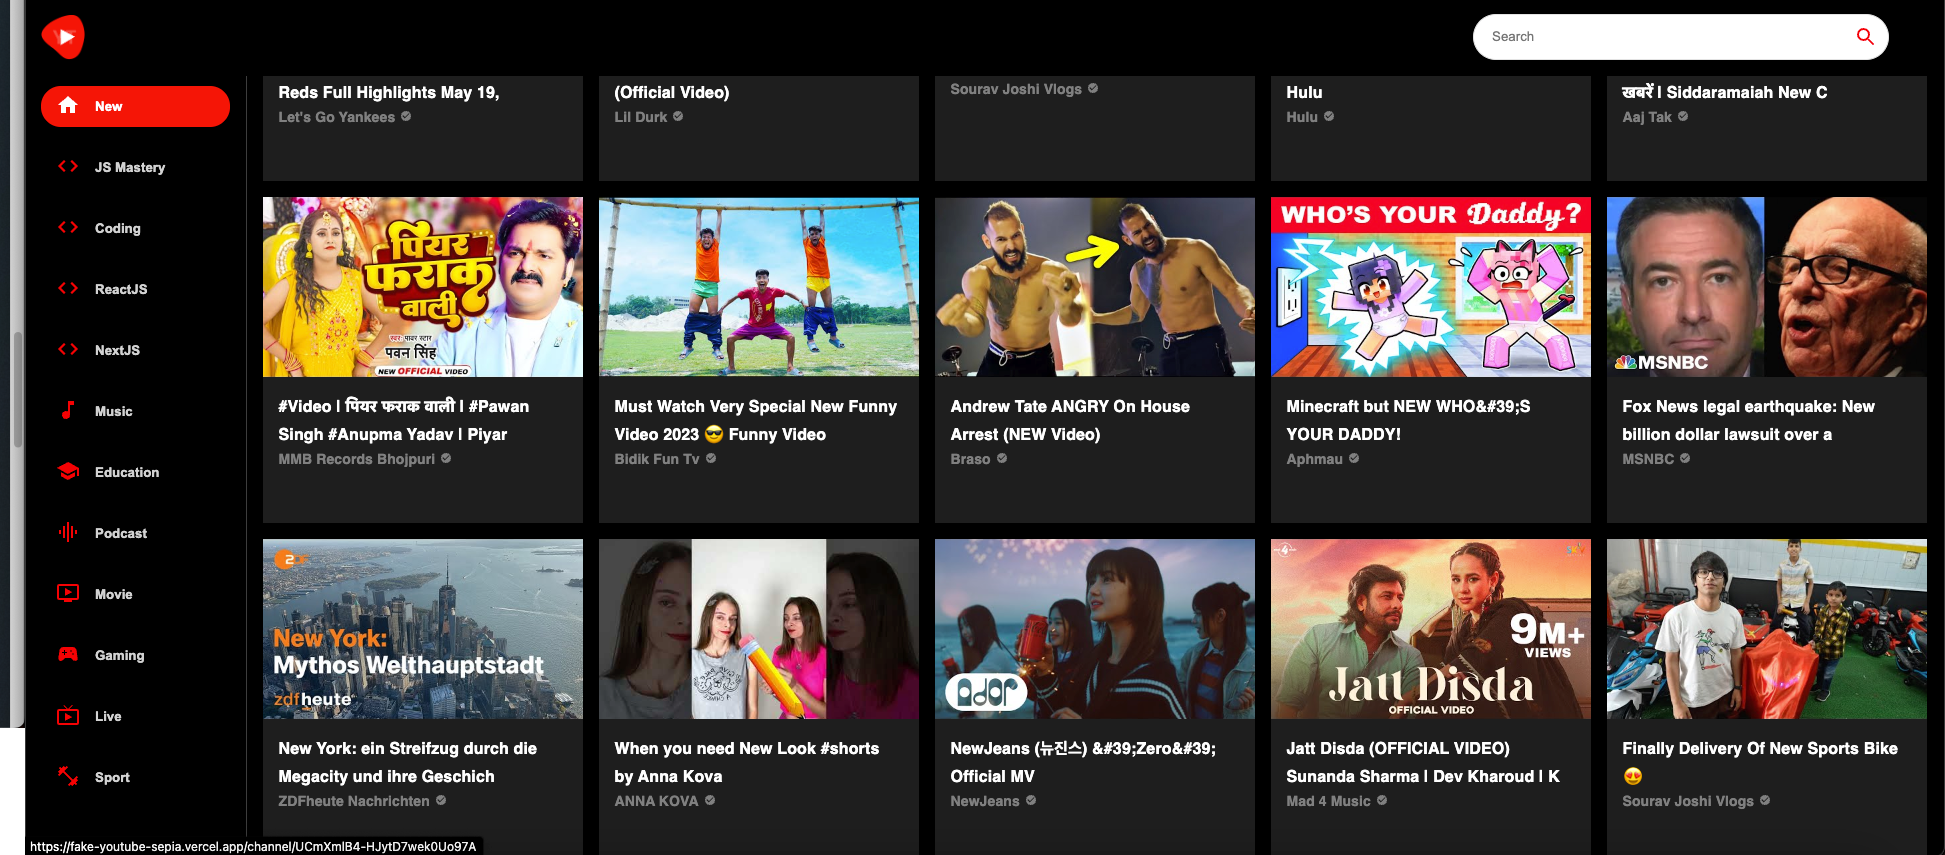 Search
New
JS Mastery
Coding
ReactJS
NextJS
Music
Education
Podcast
Movie
Gaming
Live
Sport
Reds Full Highlights May 19,
Let's Go Yankees
(Official Video)
Lil Durk
Sourav Joshi Vlogs
Hulu
Hulu
खबरें | Siddaramaiah New C
Aaj Tak
पियर
फराक
वाली
स्वर: पावर स्टार
पवन सिंह
NEW OFFICIAL VIDEO
#Video | पियर फराक वाली | #Pawan
Singh #Anupma Yadav | Piyar
MMB Records Bhojpuri
Must Watch Very Special New Funny
Video 2023 😎 Funny Video
Bidik Fun Tv
Andrew Tate ANGRY On House
Arrest (NEW Video)
Braso
WHO'S YOUR Daddy?
Minecraft but NEW WHO&#39;S
YOUR DADDY!
Aphmau
MSNBC
Fox News legal earthquake: New
billion dollar lawsuit over a
MSNBC
New York:
Mythos Welthauptstadt
zdfheute
New York: ein Streifzug durch die
Megacity und ihre Geschich
ZDFheute Nachrichten
When you need New Look #shorts
by Anna Kova
ANNA KOVA
NewJeans (뉴진스) &#39;Zero&#39;
Official MV
NewJeans
9M+
VIEWS
Jatt Disda
OFFICIAL VIDEO
Jatt Disda (OFFICIAL VIDEO)
Sunanda Sharma | Dev Kharoud | K
Mad 4 Music
Finally Delivery Of New Sports Bike
😍
Sourav Joshi Vlogs
https://fake-youtube-sepia.vercel.app/channel/UCmXmlB4-HJytD7wek0Uo97A